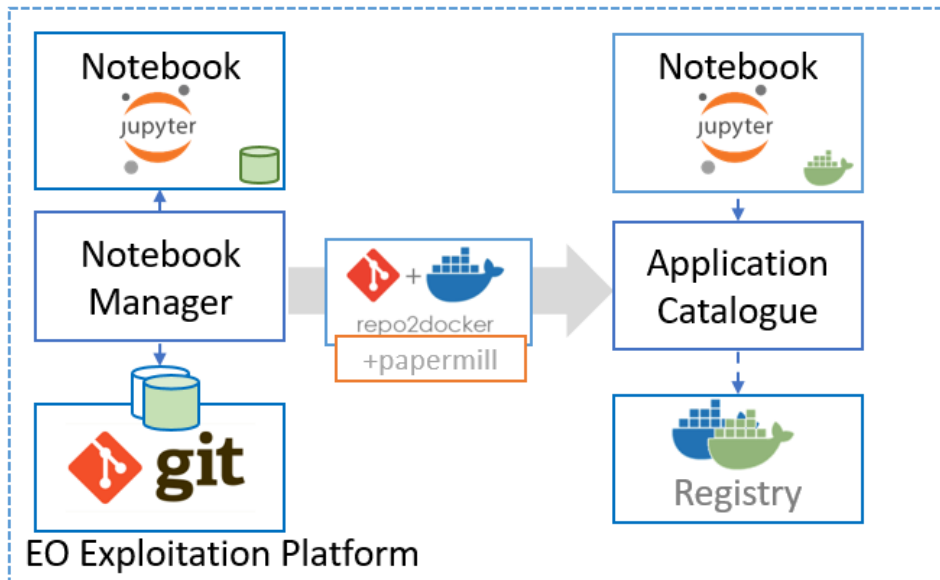 Notebook
jupyter
Notebook
Manager
git
EO Exploitation Platform
+
repo2docker
+papermill
Notebook
jupyter
Application
Catalogue
Registry